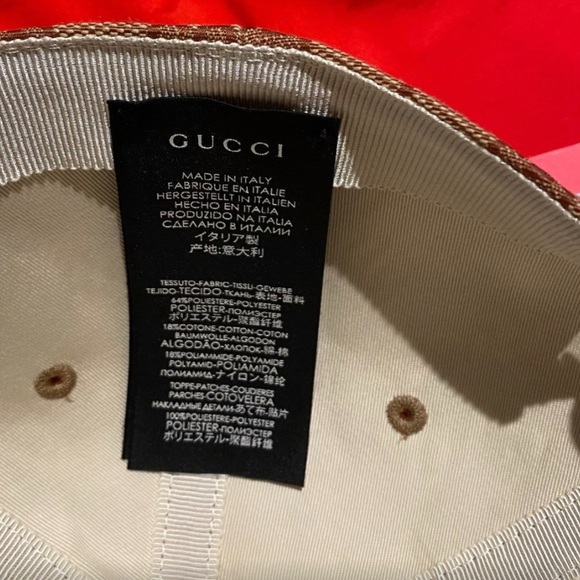 GUCCI
MADE IN ITALY
FABRIQUE EN ITALIE
HERGESTELLT IN ITALIEN
HECHO EN ITALIA
PRODUZIDO NA ITALIA
СДЕЛАНО В ИТАЛИИ
イタリア製
产地:意大利
TESSUTO-FABRIC-TISSU-GEWEBE
TEJIDO-TECIDO-ТКАНЬ-表地-面料
64%POLIESTERE-POLYESTER
POLIESTER-ПОЛИЭСТЕР
ポリエステル-聚酯纤维
18%COTONE-COTTON-COTON
BAUMWOLLE-ALGODON
ALGODÃO-ХЛОПОК-綿-棉
18%POLIAMMIDE-POLYAMIDE
POLYAMID-POLIAMIDA
ПОЛИАМИД-ナイロン-锦纶
TOPPE-PATCHES-COUDIERES
PARCHES-COTOVELERA
НАКЛАДНЫЕ ДЕТАЛИ-あて布-贴片
100%POLIESTERE-POLYESTER
POLIESTER-ПОЛИЭСТЕР
ポリエステル-聚酯纤维